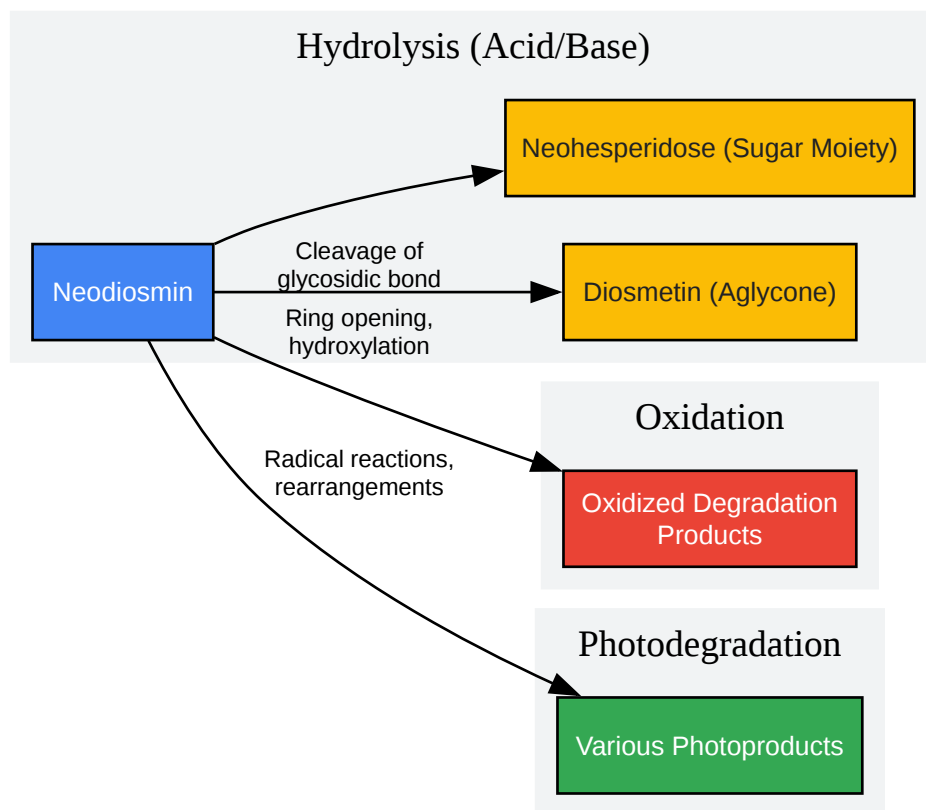 Hydrolysis (Acid/Base)
Neohesperidose (Sugar Moiety)
Cleavage of
glycosidic bond
Neodiosmin
Diosmetin (Aglycone)
Ring opening,
hydroxylation
Oxidation
Radical reactions,
rearrangements
Oxidized Degradation
Products
Photodegradation
Various Photoproducts